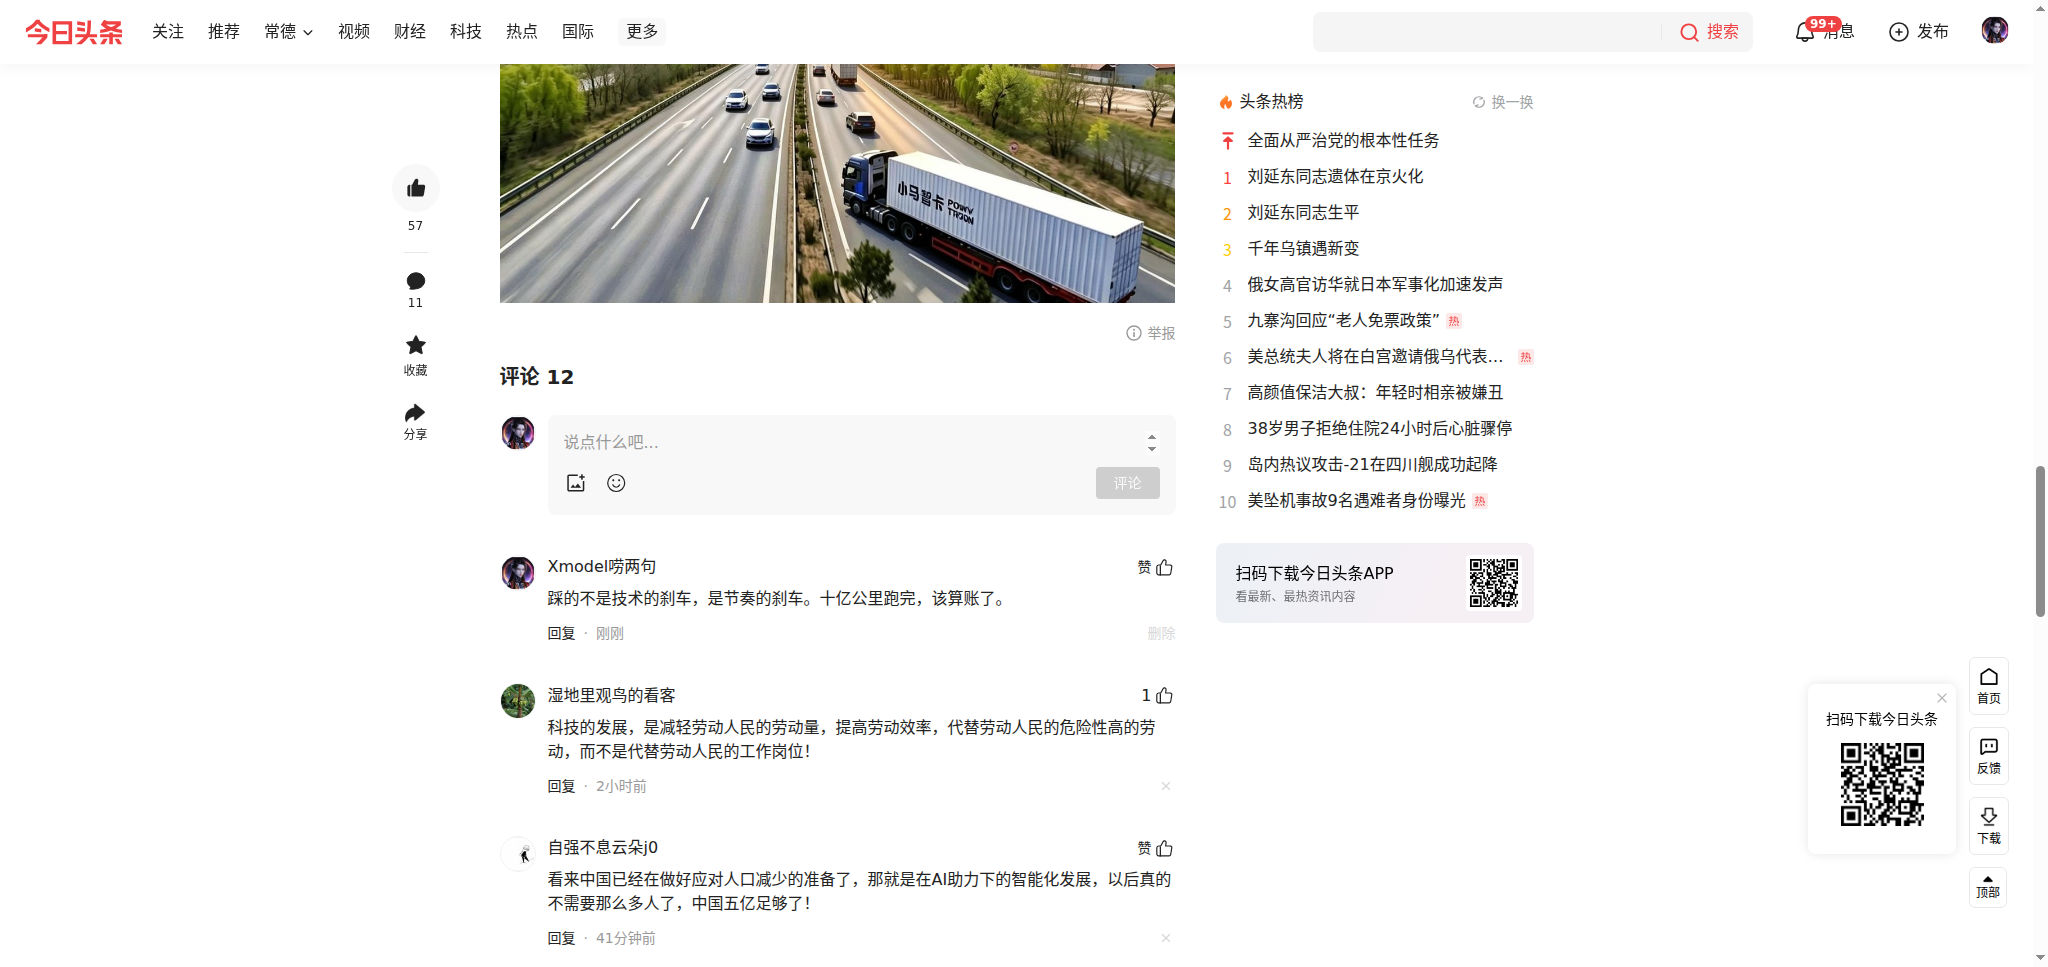 今日头条
关注 推荐 常德 视频 财经 科技 热点 国际 更多
搜索
99+
消息
发布
小马智卡
57
11
收藏
分享
举报
评论 12
说点什么吧...
评论
Xmodel唠两句
赞
踩的不是技术的刹车，是节奏的刹车。十亿公里跑完，该算账了。
回复 · 刚刚
删除
湿地里观鸟的看客
1
科技的发展，是减轻劳动人民的劳动量，提高劳动效率，代替劳动人民的危险性高的劳
动，而不是代替劳动人民的工作岗位！
回复 · 2小时前
自强不息云朵j0
赞
看来中国已经在做好应对人口减少的准备了，那就是在AI助力下的智能化发展，以后真的
不需要那么多人了，中国五亿足够了！
回复 · 41分钟前
头条热榜
换一换
全面从严治党的根本性任务
1 刘延东同志遗体在京火化
2 刘延东同志生平
3 千年乌镇遇新变
4 俄女高官访华就日本军事化加速发声
5 九寨沟回应“老人免票政策” 热
6 美总统夫人将在白宫邀请俄乌代表... 热
7 高颜值保洁大叔：年轻时相亲被嫌丑
8 38岁男子拒绝住院24小时后心脏骤停
9 岛内热议攻击-21在四川舰成功起降
10 美坠机事故9名遇难者身份曝光 热
扫码下载今日头条APP
看最新、最热资讯内容
扫码下载今日头条
首页
反馈
下载
顶部